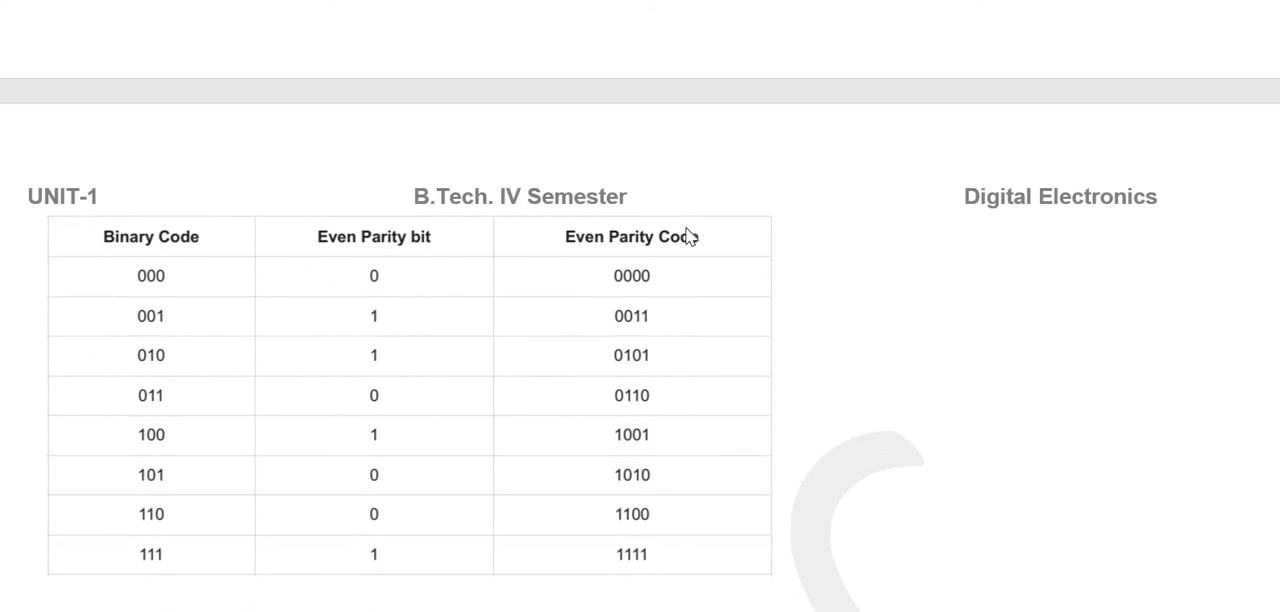 UNIT-1 B.Tech. IV Semester Digital Electronics
Binary Code Even Parity bit Even Parity Code
000 0 0000
001 1 0011
010 1 0101
011 0 0110
100 1 1001
101 0 1010
110 0 1100
111 1 1111